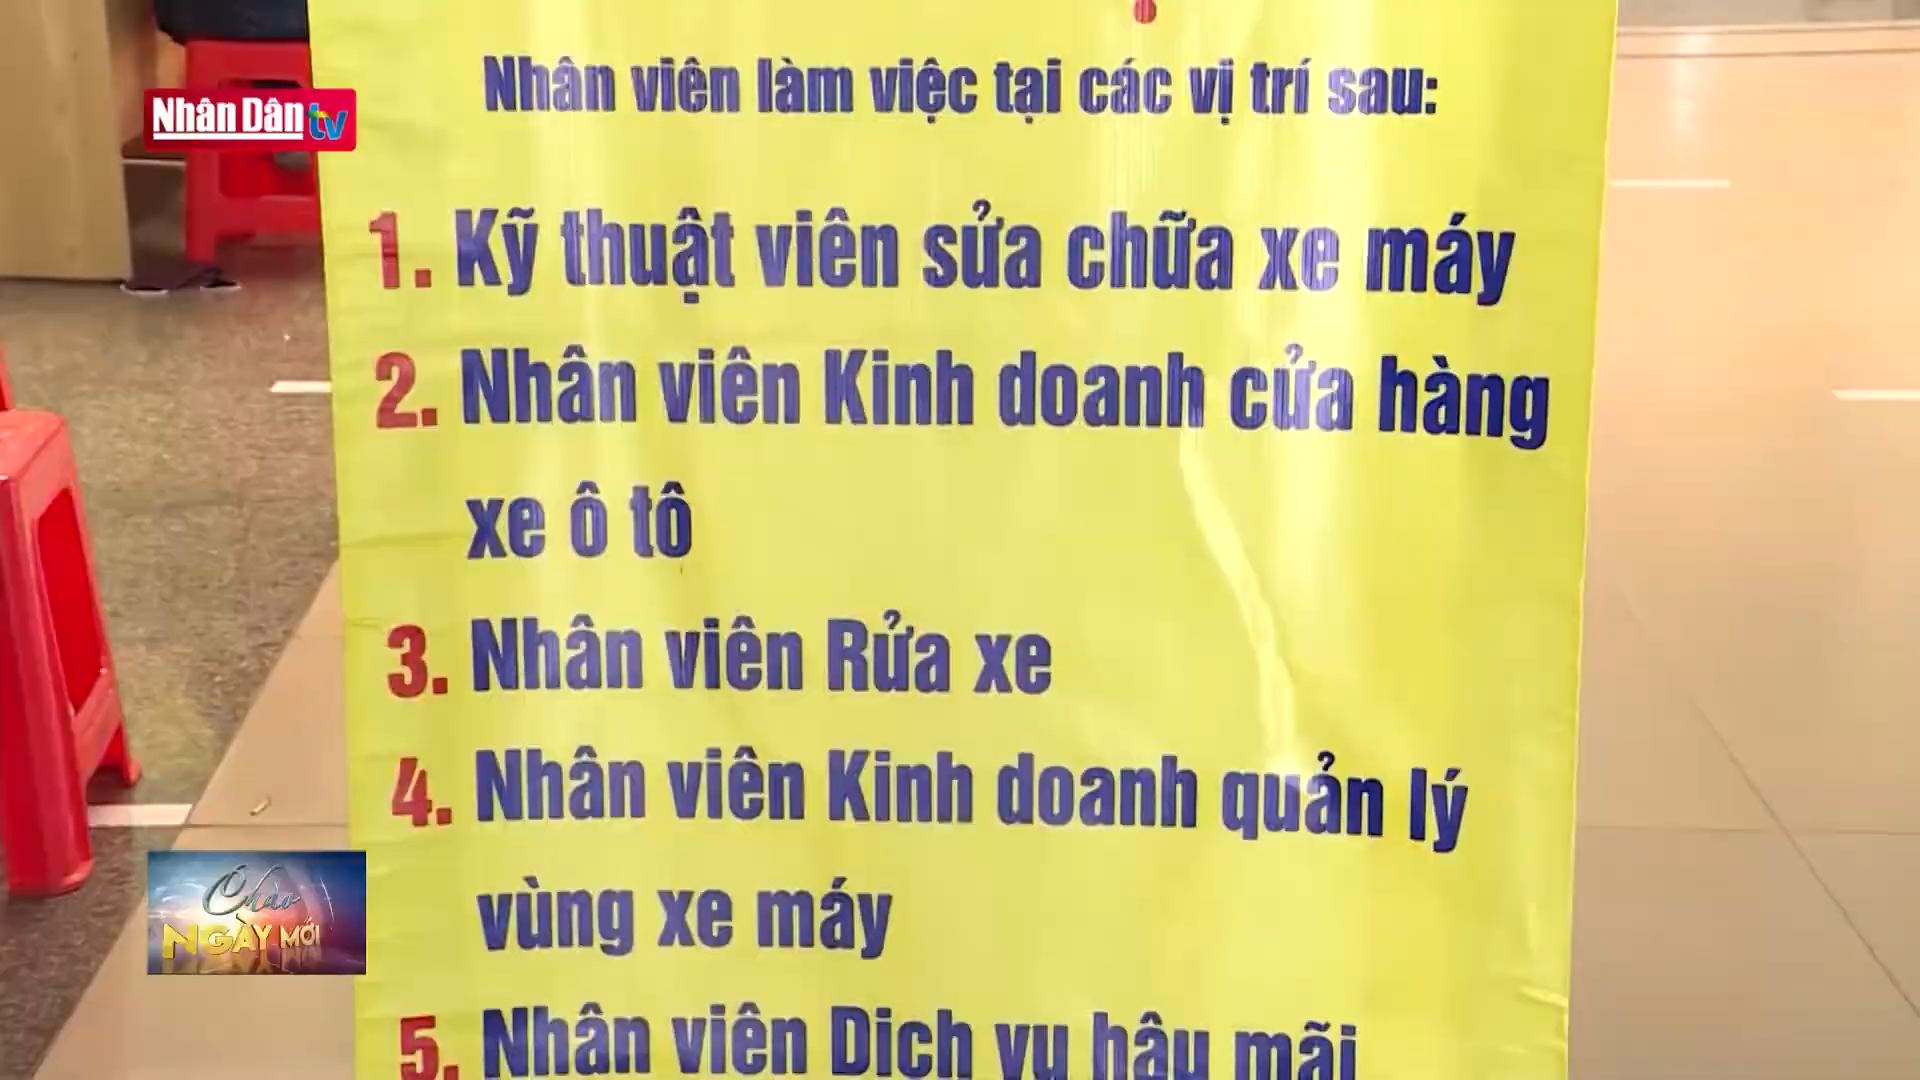 Nhân Dân tv
Nhân viên làm việc tại các vị trí sau:
1. Kỹ thuật viên sửa chữa xe máy
2. Nhân viên Kinh doanh cửa hàng
xe ô tô
3. Nhân viên Rửa xe
4. Nhân viên Kinh doanh quản lý
vùng xe máy
5. Nhân viên Dịch vụ hậu mãi
Chào
NGÀY MỚI